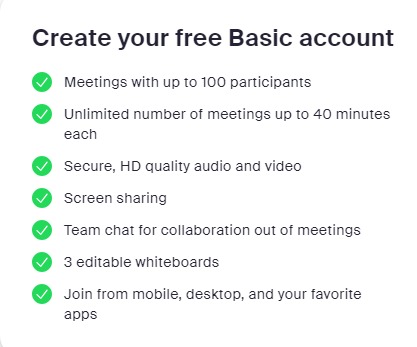 Create your free Basic account
Meetings with up to 100 participants
Unlimited number of meetings up to 40 minutes
each
Secure, HD quality audio and video
Screen sharing
Team chat for collaboration out of meetings
3 editable whiteboards
Join from mobile, desktop, and your favorite
apps